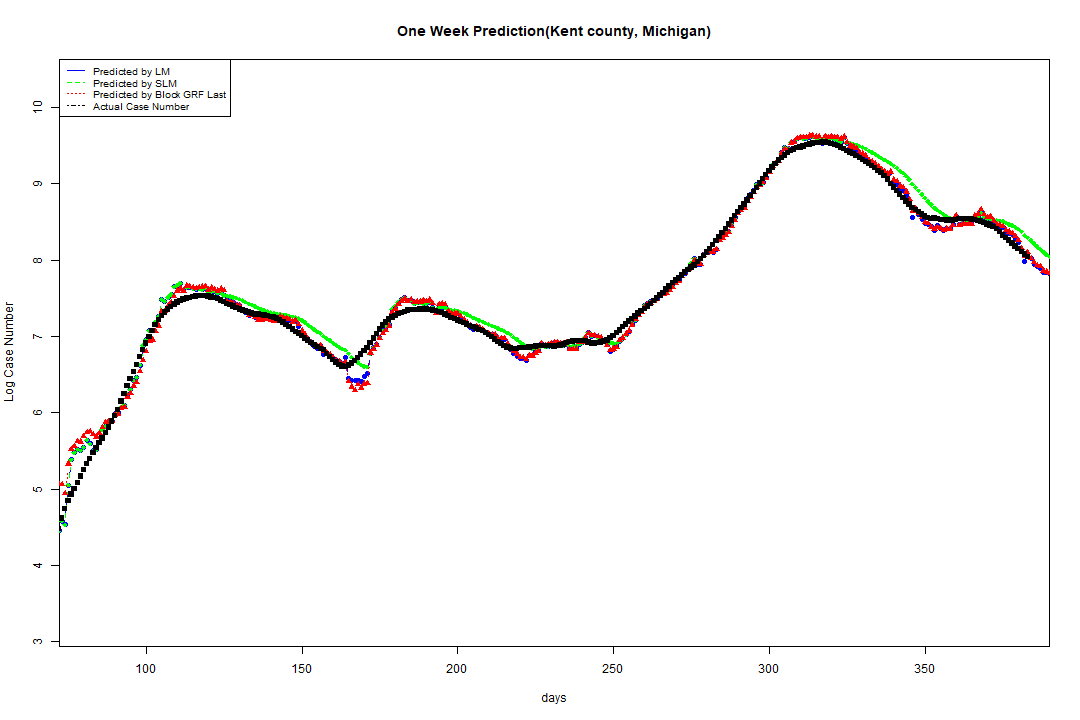 One Week Prediction(Kent county, Michigan)
Predicted by LM
Predicted by SLM
Predicted by Block GRF Last
Actual Case Number
10
9
8
7
6
5
4
3
Log Case Number
100 150 200 250 300 350
days